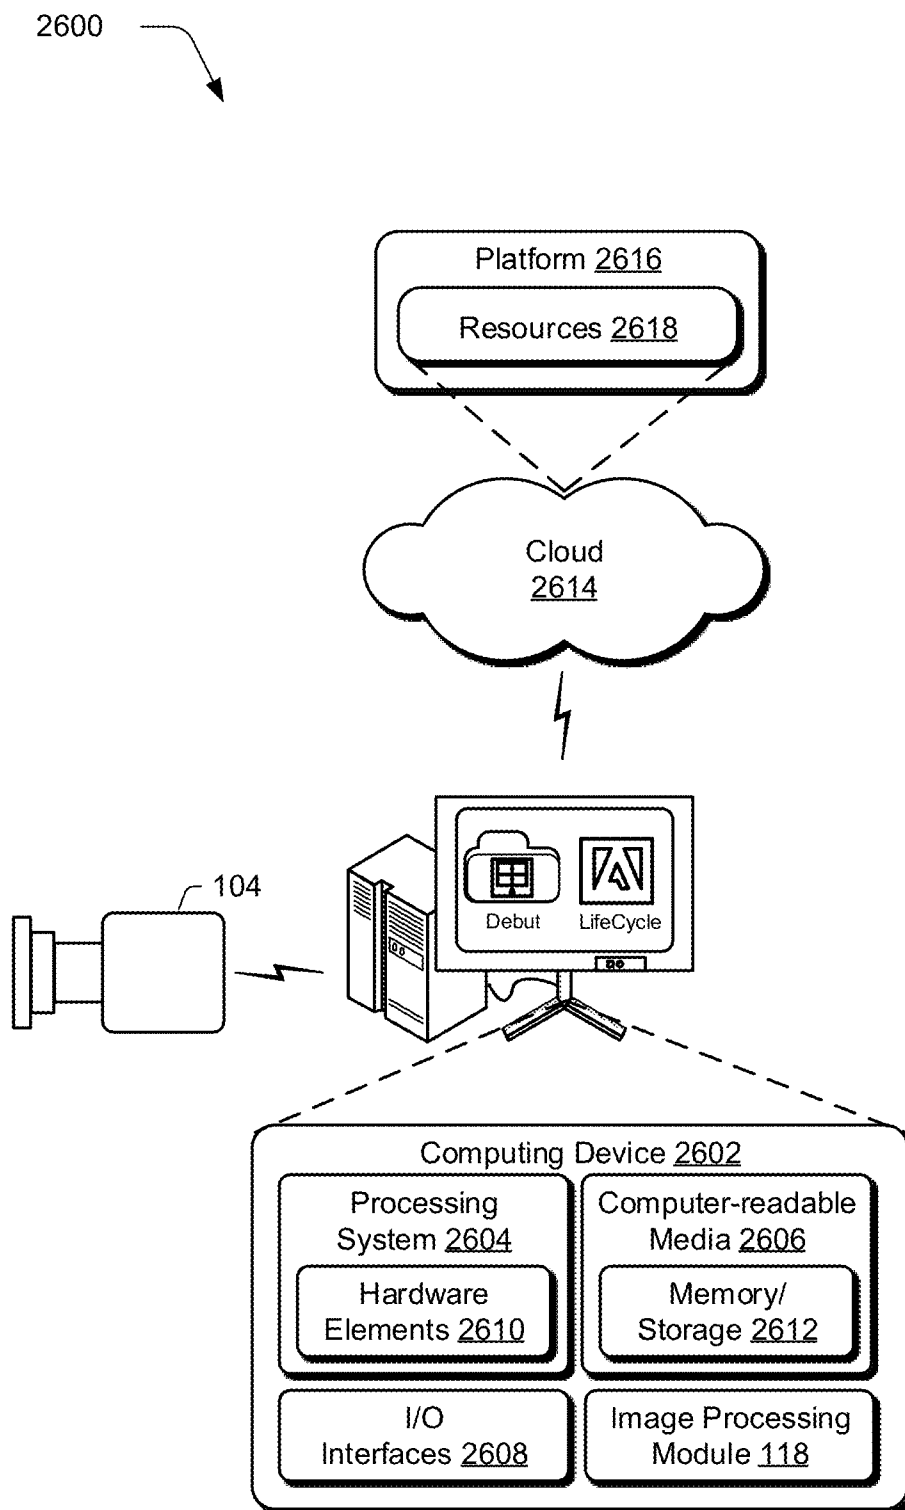 2600
Platform 2616
Resources 2618
Cloud
2614
104
Debut
LifeCycle
Computing Device 2602
Processing
System 2604
Hardware
Elements 2610
Computer-readable
Media 2606
Memory/
Storage 2612
I/O
Interfaces 2608
Image Processing
Module 118